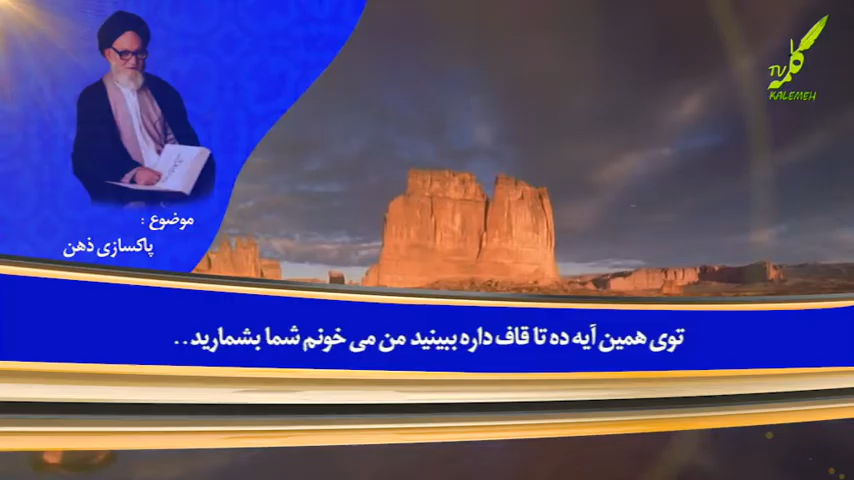 کلمه
TV
KALEMEH
موضوع :
پاکسازی ذهن
توی همین آیه ده تا قاف داره ببینید من می خونم شما بشمارید..